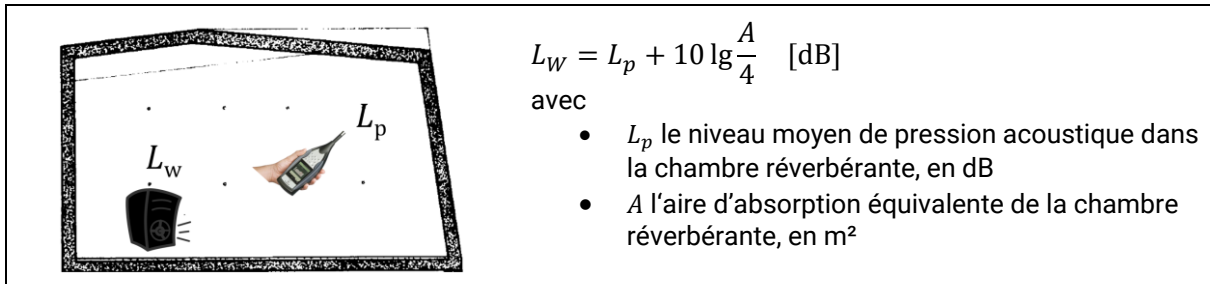 L_w
L_p
L_W = L_p + 10 lg A/4 [dB]
avec
• L_p le niveau moyen de pression acoustique dans
la chambre réverbérante, en dB
• A l‘aire d’absorption équivalente de la chambre
réverbérante, en m²